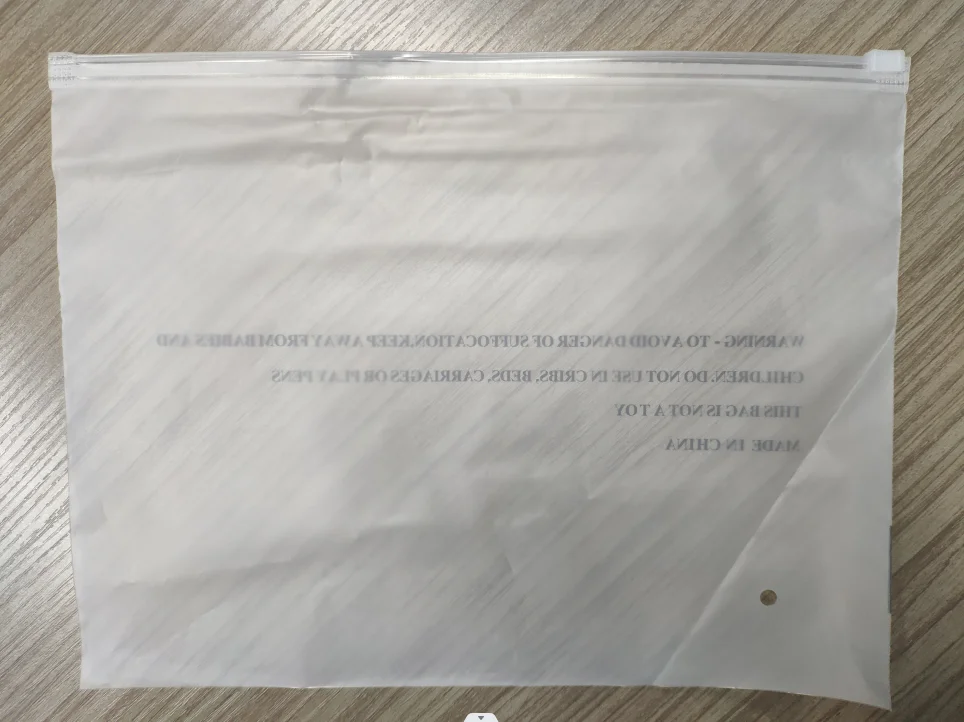 WARNING - TO AVOID DANGER OF SUFFOCATION.KEEP AWAY FROM BABIES AND
CHILDREN. DO NOT USE IN CRIBS, BEDS, CARRIAGES OR PLAY PENS
THIS BAG IS NOT A TOY
MADE IN CHINA